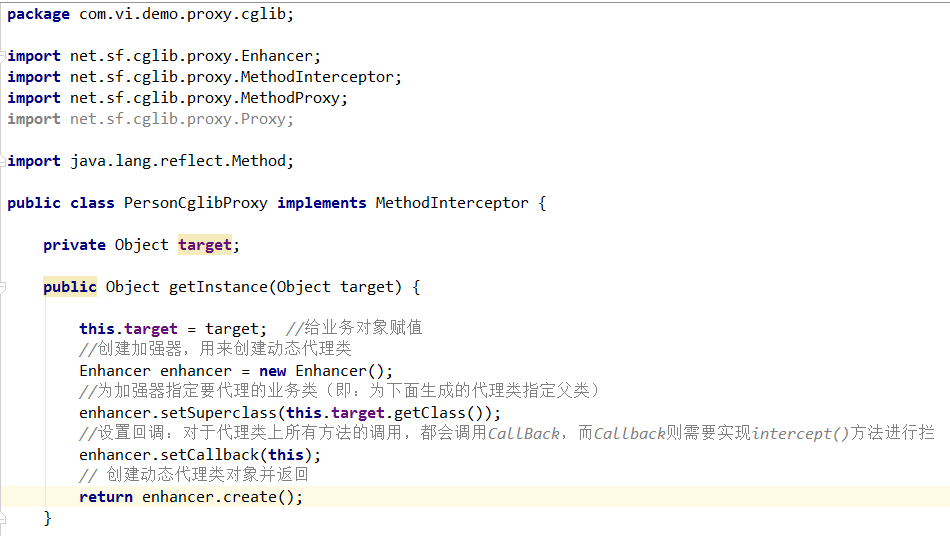 package com.vi.demo.proxy.cglib;
import net.sf.cglib.proxy.Enhancer;
import net.sf.cglib.proxy.MethodInterceptor;
import net.sf.cglib.proxy.MethodProxy;
import net.sf.cglib.proxy.Proxy;
import java.lang.reflect.Method;
public class PersonCglibProxy implements MethodInterceptor {
private Object target;
public Object getInstance(Object target) {
this.target = target;  //给业务对象赋值
//创建加强器，用来创建动态代理类
Enhancer enhancer = new Enhancer();
//为加强器指定要代理的业务类（即：为下面生成的代理类指定父类）
enhancer.setSuperclass(this.target.getClass());
//设置回调：对于代理类上所有方法的调用，都会调用CallBack，而Callback则需要实现intercept()方法进行拦
enhancer.setCallback(this);
// 创建动态代理类对象并返回
return enhancer.create();
}